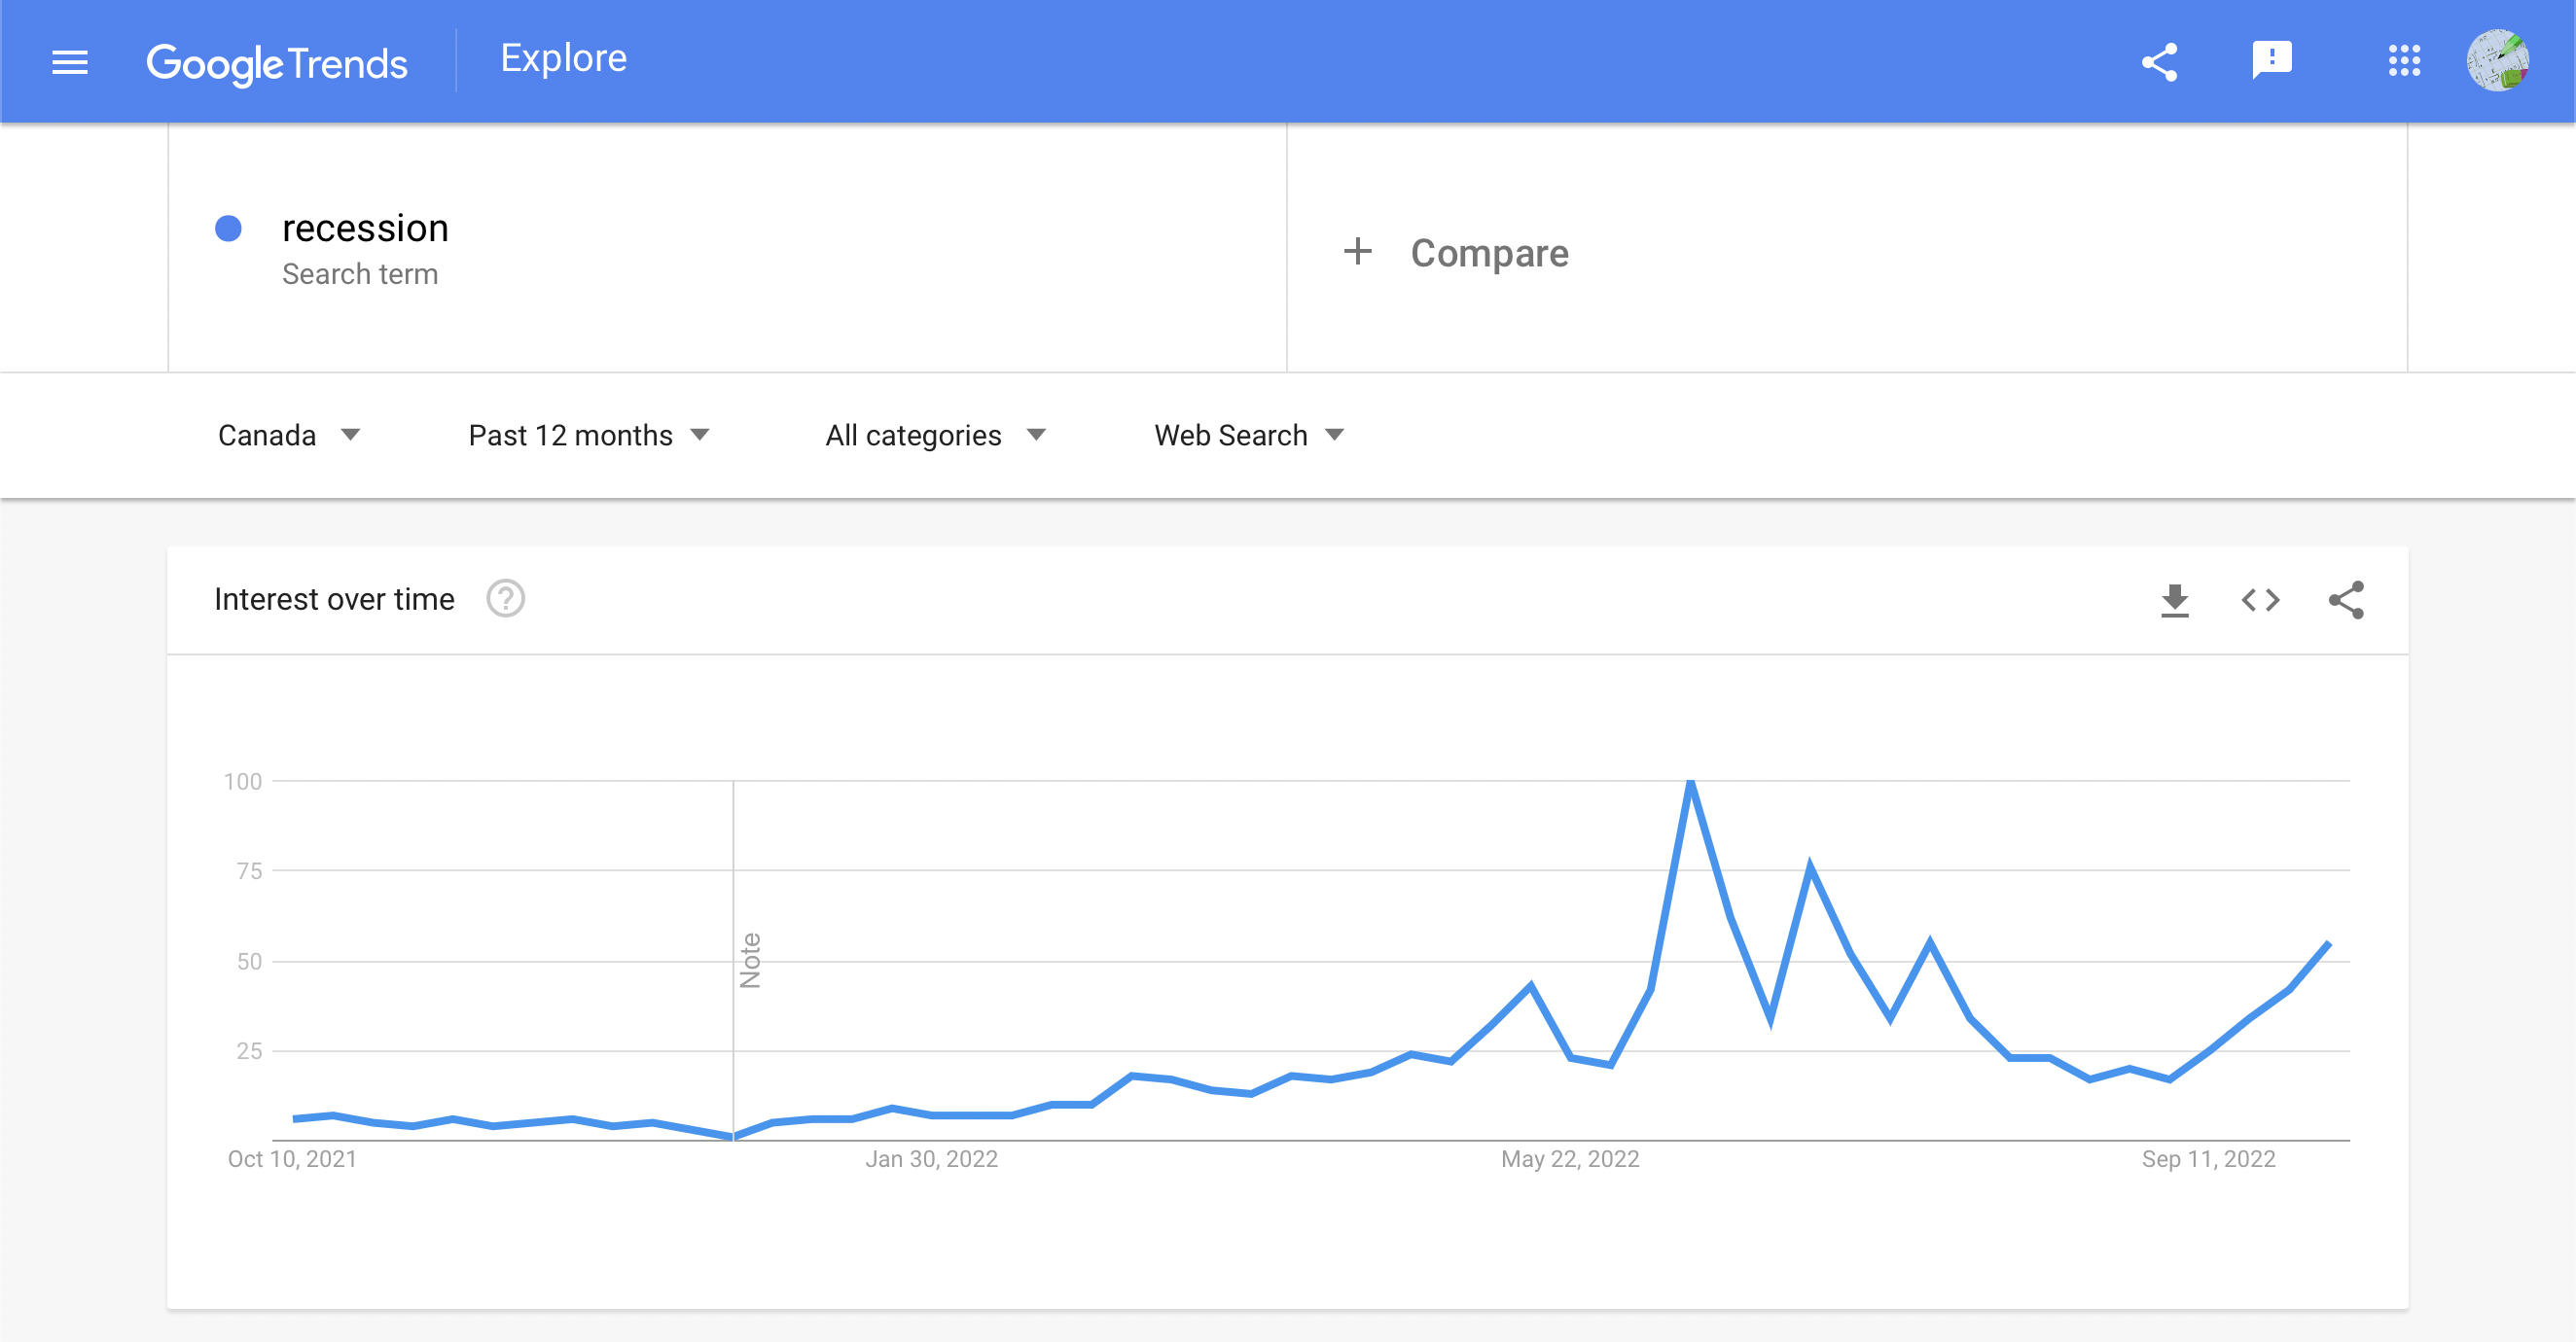 Google Trends Explore
recession
Search term
+ Compare
Canada Past 12 months All categories Web Search
Interest over time ?
100
75
50
25
Note
Oct 10, 2021 Jan 30, 2022 May 22, 2022 Sep 11, 2022